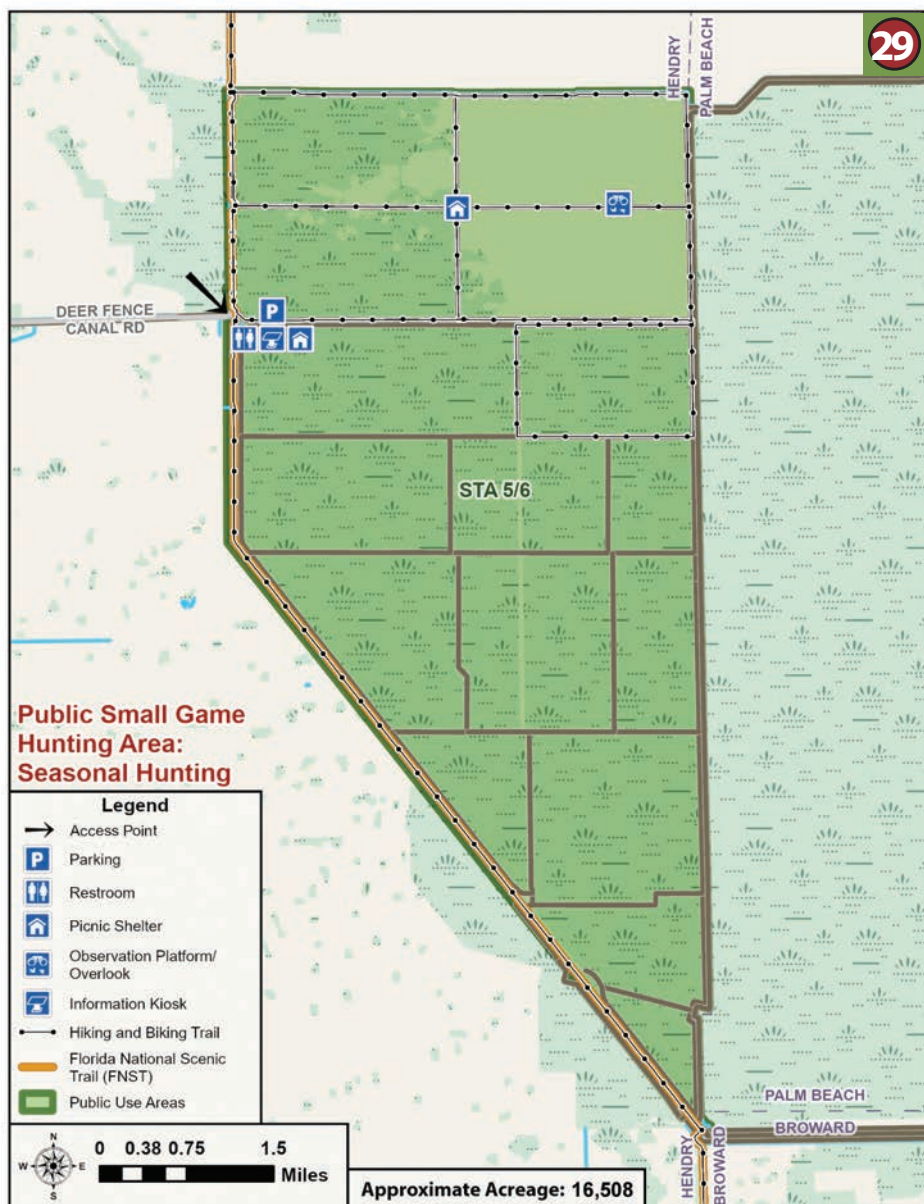 29
HENDRY
PALM BEACH
DEER FENCE
CANAL RD
P
STA 5/6
Public Small Game
Hunting Area:
Seasonal Hunting
Legend
Access Point
P
Parking
Restroom
Picnic Shelter
Observation Platform/
Overlook
Information Kiosk
Hiking and Biking Trail
Florida National Scenic
Trail (FNST)
Public Use Areas
PALM BEACH
BROWARD
HENDRY
BROWARD
N
W
E
S
0 0.38 0.75 1.5
Miles
Approximate Acreage: 16,508